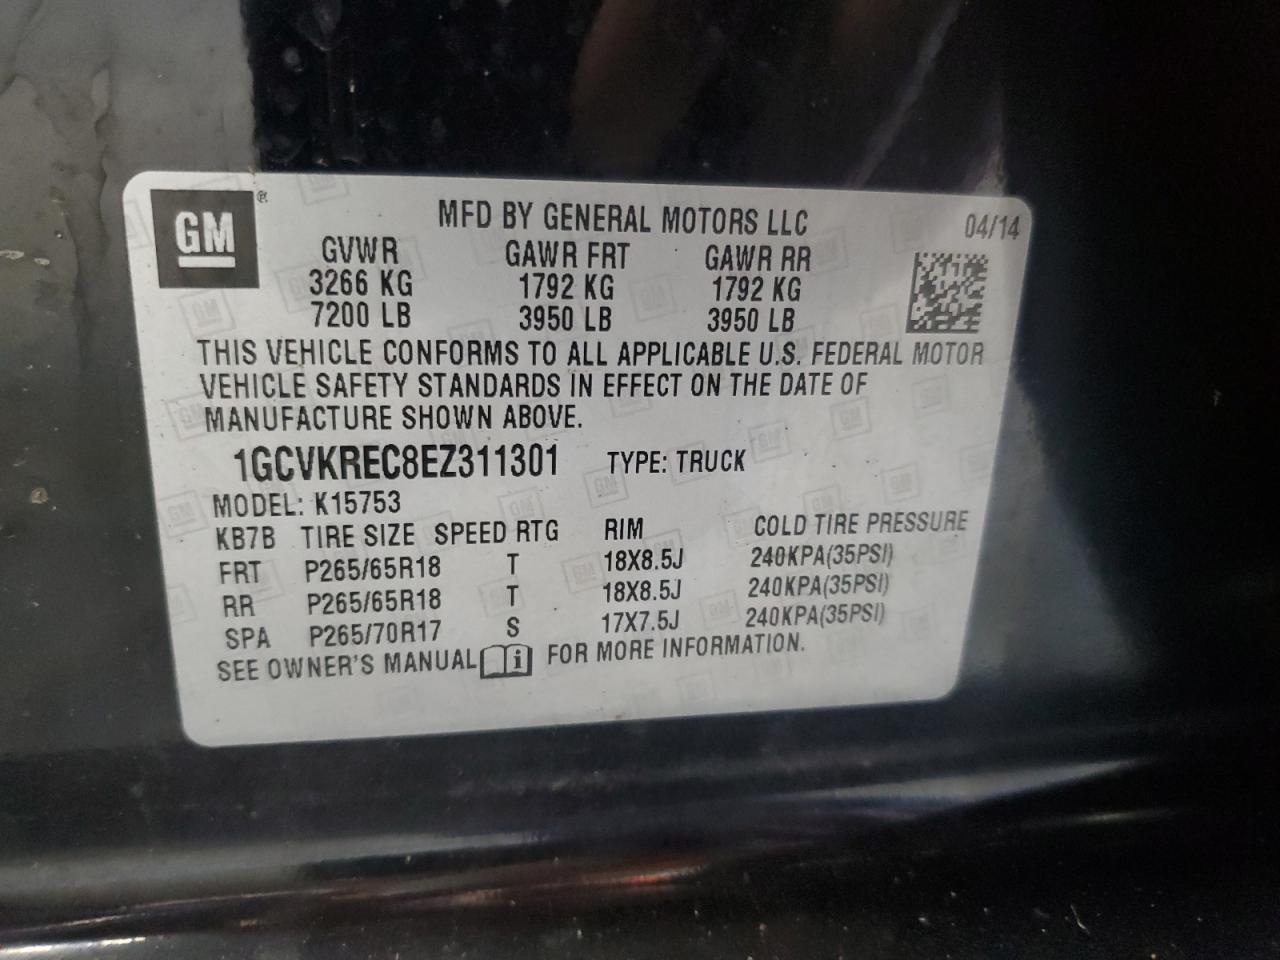 GM ®
MFD BY GENERAL MOTORS LLC 04/14
GVWR GAWR FRT GAWR RR
3266 KG 1792 KG 1792 KG
7200 LB 3950 LB 3950 LB
THIS VEHICLE CONFORMS TO ALL APPLICABLE U.S. FEDERAL MOTOR
VEHICLE SAFETY STANDARDS IN EFFECT ON THE DATE OF
MANUFACTURE SHOWN ABOVE.
1GCVKREC8EZ311301 TYPE: TRUCK
MODEL: K15753
KB7B TIRE SIZE SPEED RTG RIM COLD TIRE PRESSURE
FRT P265/65R18 T 18X8.5J 240KPA(35PSI)
RR P265/65R18 T 18X8.5J 240KPA(35PSI)
SPA P265/70R17 S 17X7.5J 240KPA(35PSI)
SEE OWNER'S MANUAL i FOR MORE INFORMATION.